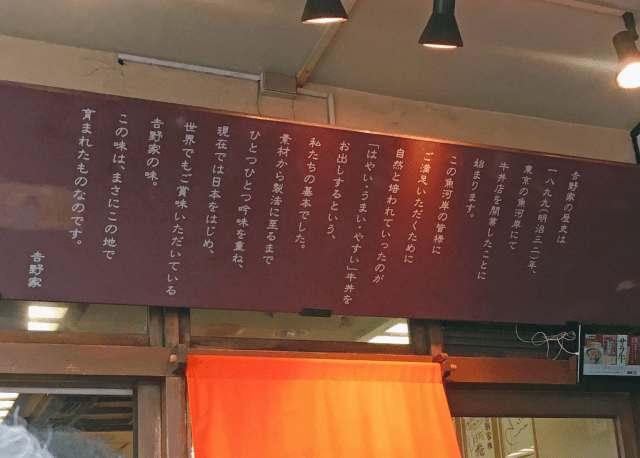 吉野家の歴史は
一八九九(明治三二)年、
東京の魚河岸にて
牛丼店を開業したことに
始まります。
この魚河岸の皆様に
ご満足いただくために
自然と培われていったのが
「はやい・うまい・やすい」牛丼を
お出しするという、
私たちの基本でした。
素材から製法に至るまで
ひとつひとつ吟味を重ね、
現在では日本をはじめ、
世界でもご賞味いただいている
吉野家の味。
この味は、まさにこの地で
育まれたものなのです。
吉野家